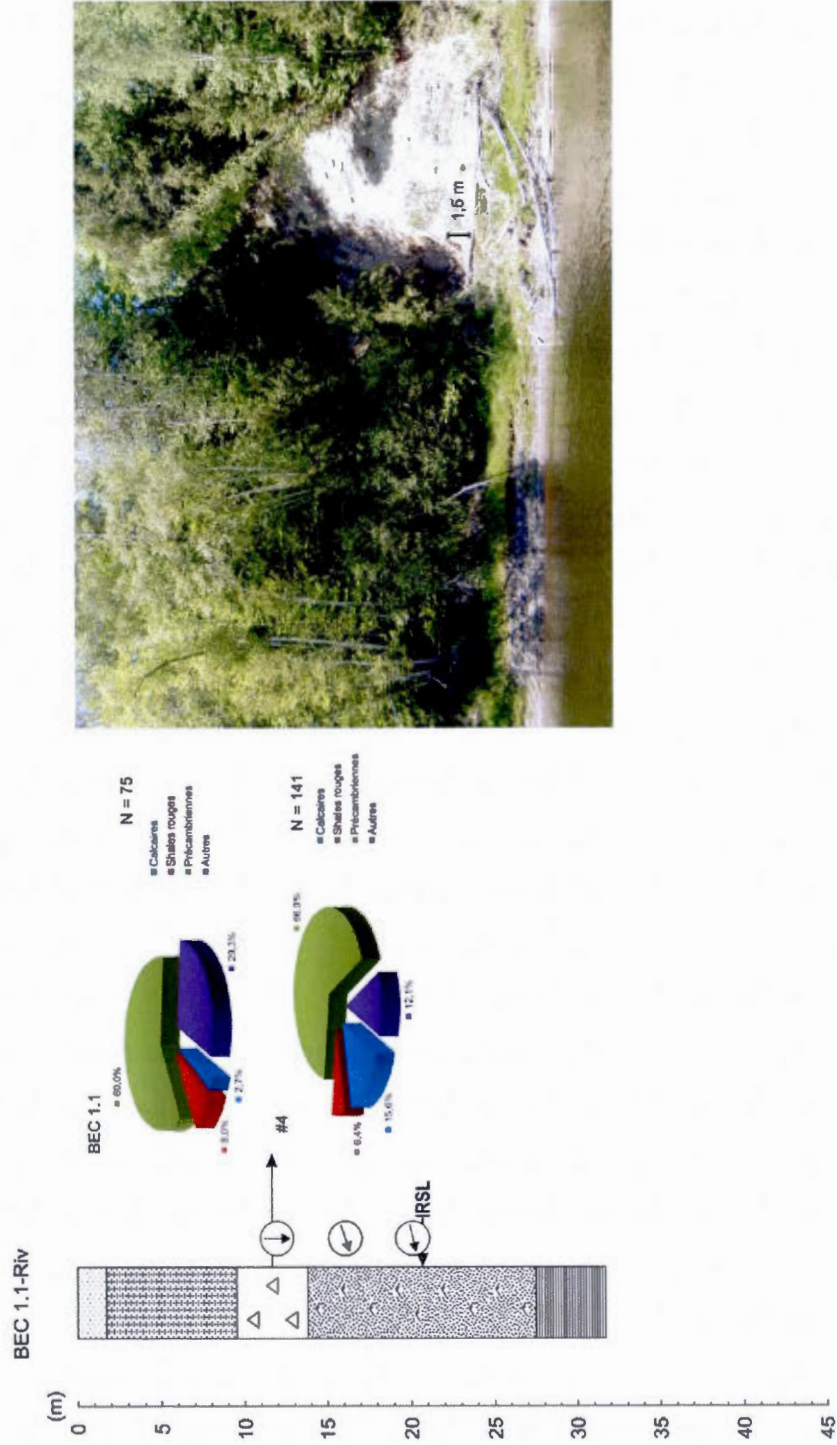 BEC 1.1-Riv
(m)
0
5
10
15
20
25
30
35
40
45
IRSL
#4
BEC 1.1
60,0%
8,0%
2,7%
29,3%
N = 75
Calcaires
Shales rouges
Précambriennes
Autres
6,4%
15,6%
12,1%
N = 141
Calcaires
Shales rouges
Précambriennes
Autres
1,5 m